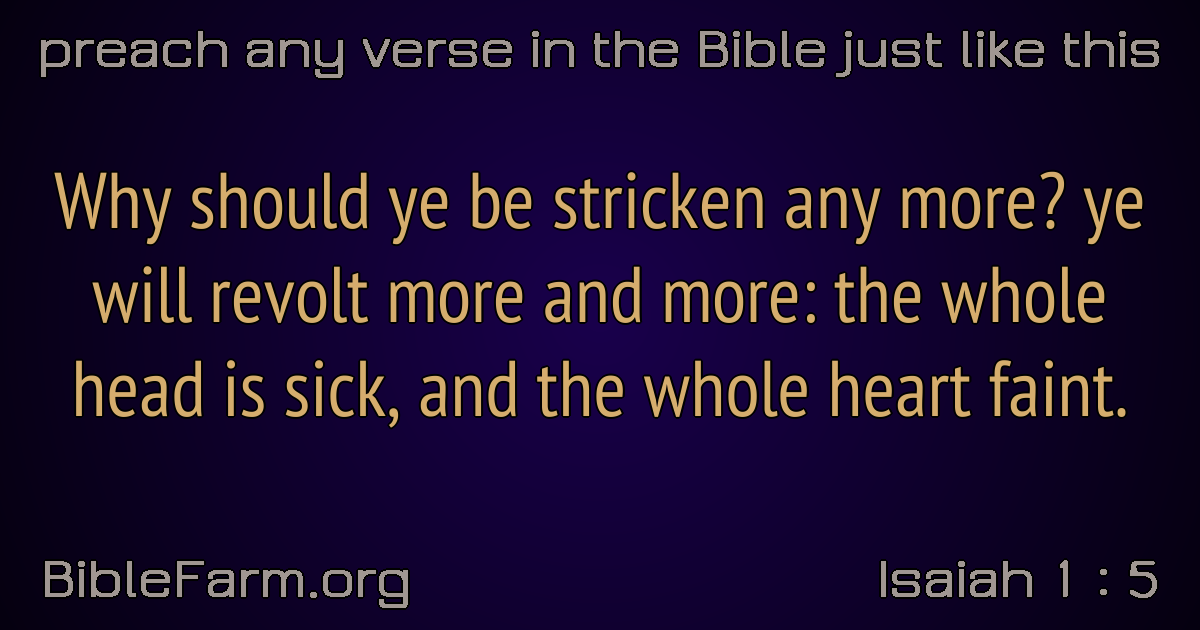 preach any verse in the Bible just like this
Why should ye be stricken any more? ye
will revolt more and more: the whole
head is sick, and the whole heart faint.
BibleFarm.org
Isaiah 1 : 5